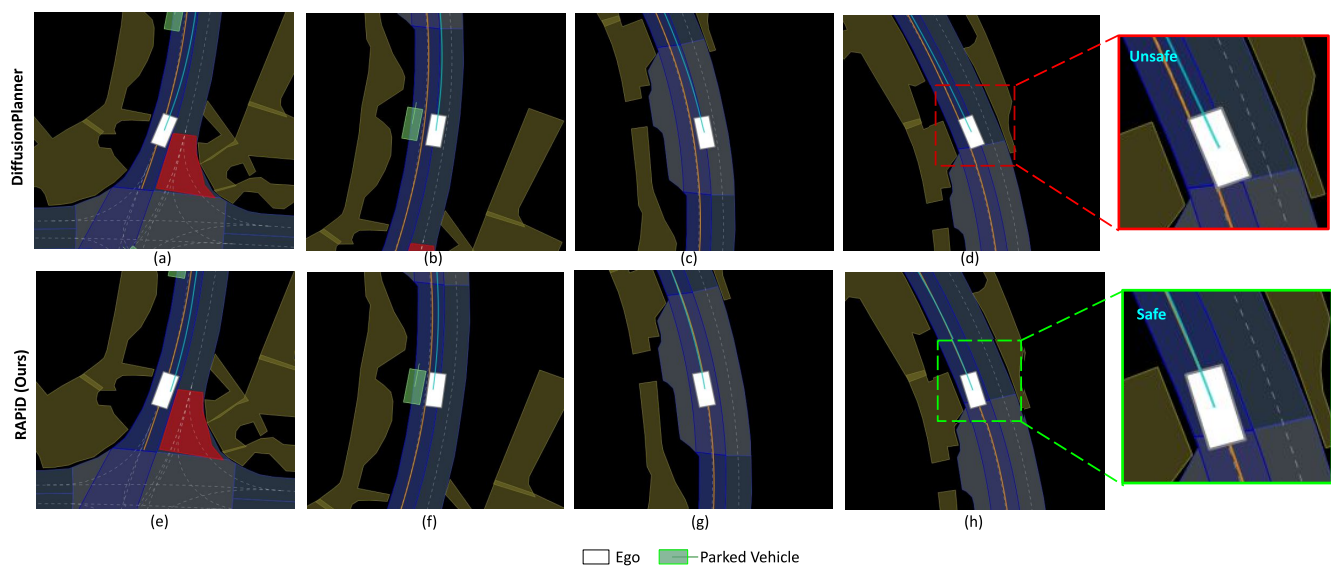 DiffusionPlanner
Unsafe
(a)
(b)
(c)
(d)
RAPiD (Ours)
Safe
(e)
(f)
(g)
(h)
Ego
Parked Vehicle